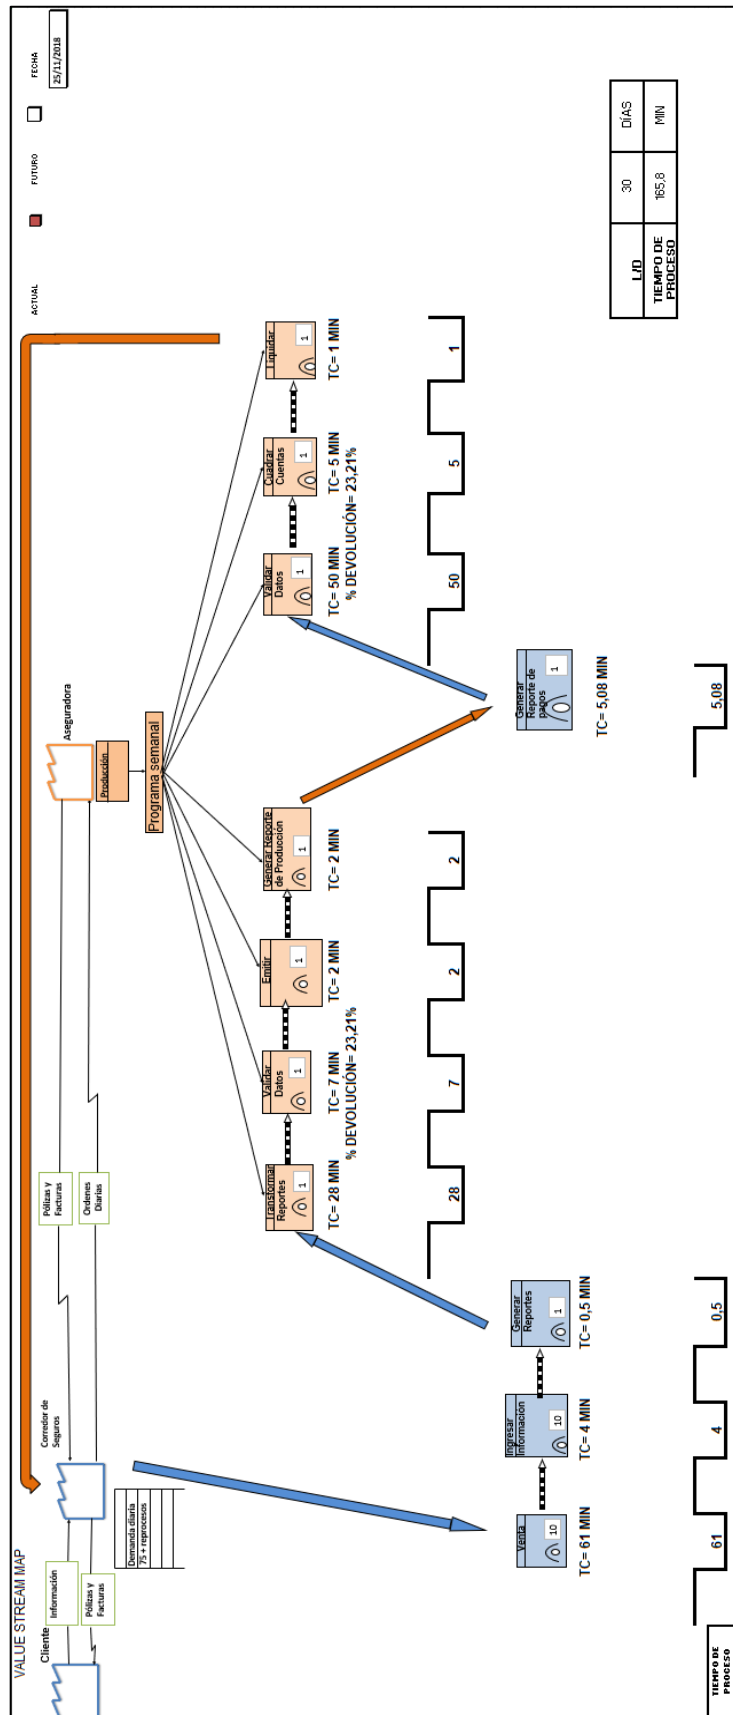 VALUE STREAM MAP
ACTUAL
FUTURO
FECHA
25/11/2018
Cliente
Información
Pólizas y
Facturas
Corredor de
Seguros
Demanda diaria
75 + reprocesos
Pólizas y
Facturas
Ordenes
Diarias
Aseguradora
Producción
Programa semanal
Transformar
Reportes
1
TC= 28 MIN
Validar
Datos
1
TC= 7 MIN
% DEVOLUCIÓN= 23,21%
Emitir
1
TC= 2 MIN
Generar Reporte
de Producción
1
TC= 2 MIN
Validar
Datos
1
TC= 50 MIN
% DEVOLUCIÓN= 23,21%
Cuadrar
Cuentas
1
TC= 5 MIN
Liquidar
1
TC= 1 MIN
28
7
2
2
50
5
1
Venta
10
TC= 61 MIN
Ingresar
Información
10
TC= 4 MIN
Generar
Reportes
1
TC= 0,5 MIN
Generar
Reporte de
pagos
1
TC= 5,08 MIN
TIEMPO DE
PROCESO
61
4
0,5
5,08
L/D
30
DÍAS
TIEMPO DE
PROCESO
165,8
MIN